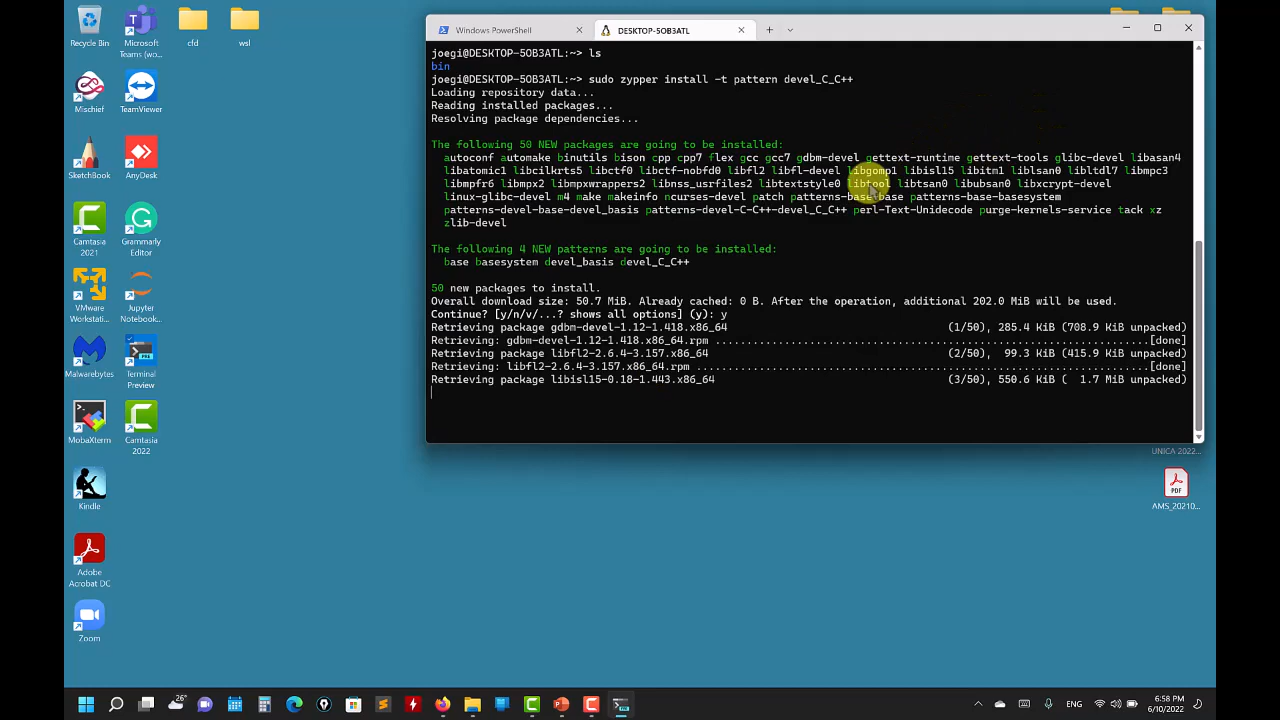 Recycle Bin
Microsoft Teams (wo...
cfd
wsl
Mischief
TeamViewer
SketchBook
AnyDesk
Camtasia 2021
Grammarly Editor
VMware Workstati...
Jupyter Notebook...
Malwarebytes
Terminal Preview
MobaXterm
Camtasia 2022
Kindle
Adobe Acrobat DC
Zoom
Windows PowerShell
DESKTOP-5OB3ATL:~
joegi@DESKTOP-5OB3ATL:~> ls
bin
joegi@DESKTOP-5OB3ATL:~> sudo zypper install -t pattern devel_C_C++
Loading repository data...
Reading installed packages...
Resolving package dependencies...
The following 50 NEW packages are going to be installed:
autoconf automake binutils bison cpp cpp7 flex gcc gcc7 gdbm-devel gettext-runtime gettext-tools glibc-devel libasan4
libatomic1 libcilkrts5 libctf0 libctf-nobfd0 libfl2 libfl-devel libgomp1 libisl15 libitm1 liblsan0 libltdl7 libmpc3
libmpfr6 libmpx2 libmpxwrappers2 libnss_usrfiles2 libtextstyle0 libtool libtsan0 libubsan0 libxcrypt-devel
linux-glibc-devel m4 make makeinfo ncurses-devel patch patterns-base-base patterns-base-basesystem
patterns-devel-base-devel_basis patterns-devel-C-C++-devel_C_C++ perl-Text-Unidecode purge-kernels-service tack xz
zlib-devel
The following 4 NEW patterns are going to be installed:
base basesystem devel_basis devel_C_C++
50 new packages to install.
Overall download size: 50.7 MiB. Already cached: 0 B. After the operation, additional 202.0 MiB will be used.
Continue? [y/n/v/...? shows all options] (y): y
Retrieving package gdbm-devel-1.12-1.418.x86_64 (1/50), 285.4 KiB (708.9 KiB unpacked)
Retrieving: gdbm-devel-1.12-1.418.x86_64.rpm ...[done]
Retrieving package libfl2-2.6.4-3.157.x86_64 (2/50), 99.3 KiB (415.9 KiB unpacked)
Retrieving: libfl2-2.6.4-3.157.x86_64.rpm ...[done]
Retrieving package libisl15-0.18-1.443.x86_64 (3/50), 550.6 KiB ( 1.7 MiB unpacked)
UNICA 2022...
PDF
AMS_20210...
26°
ENG
6:58 PM
6/10/2022